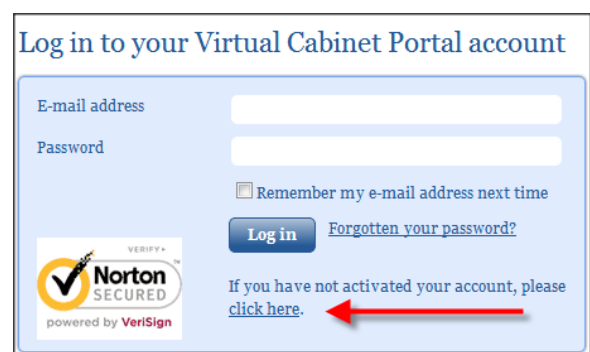 Log in to your Virtual Cabinet Portal account
E-mail address
Password
Remember my e-mail address next time
Log in
Forgotten your password?
VERIFY▸
Norton
SECURED
powered by VeriSign
If you have not activated your account, please
click here.